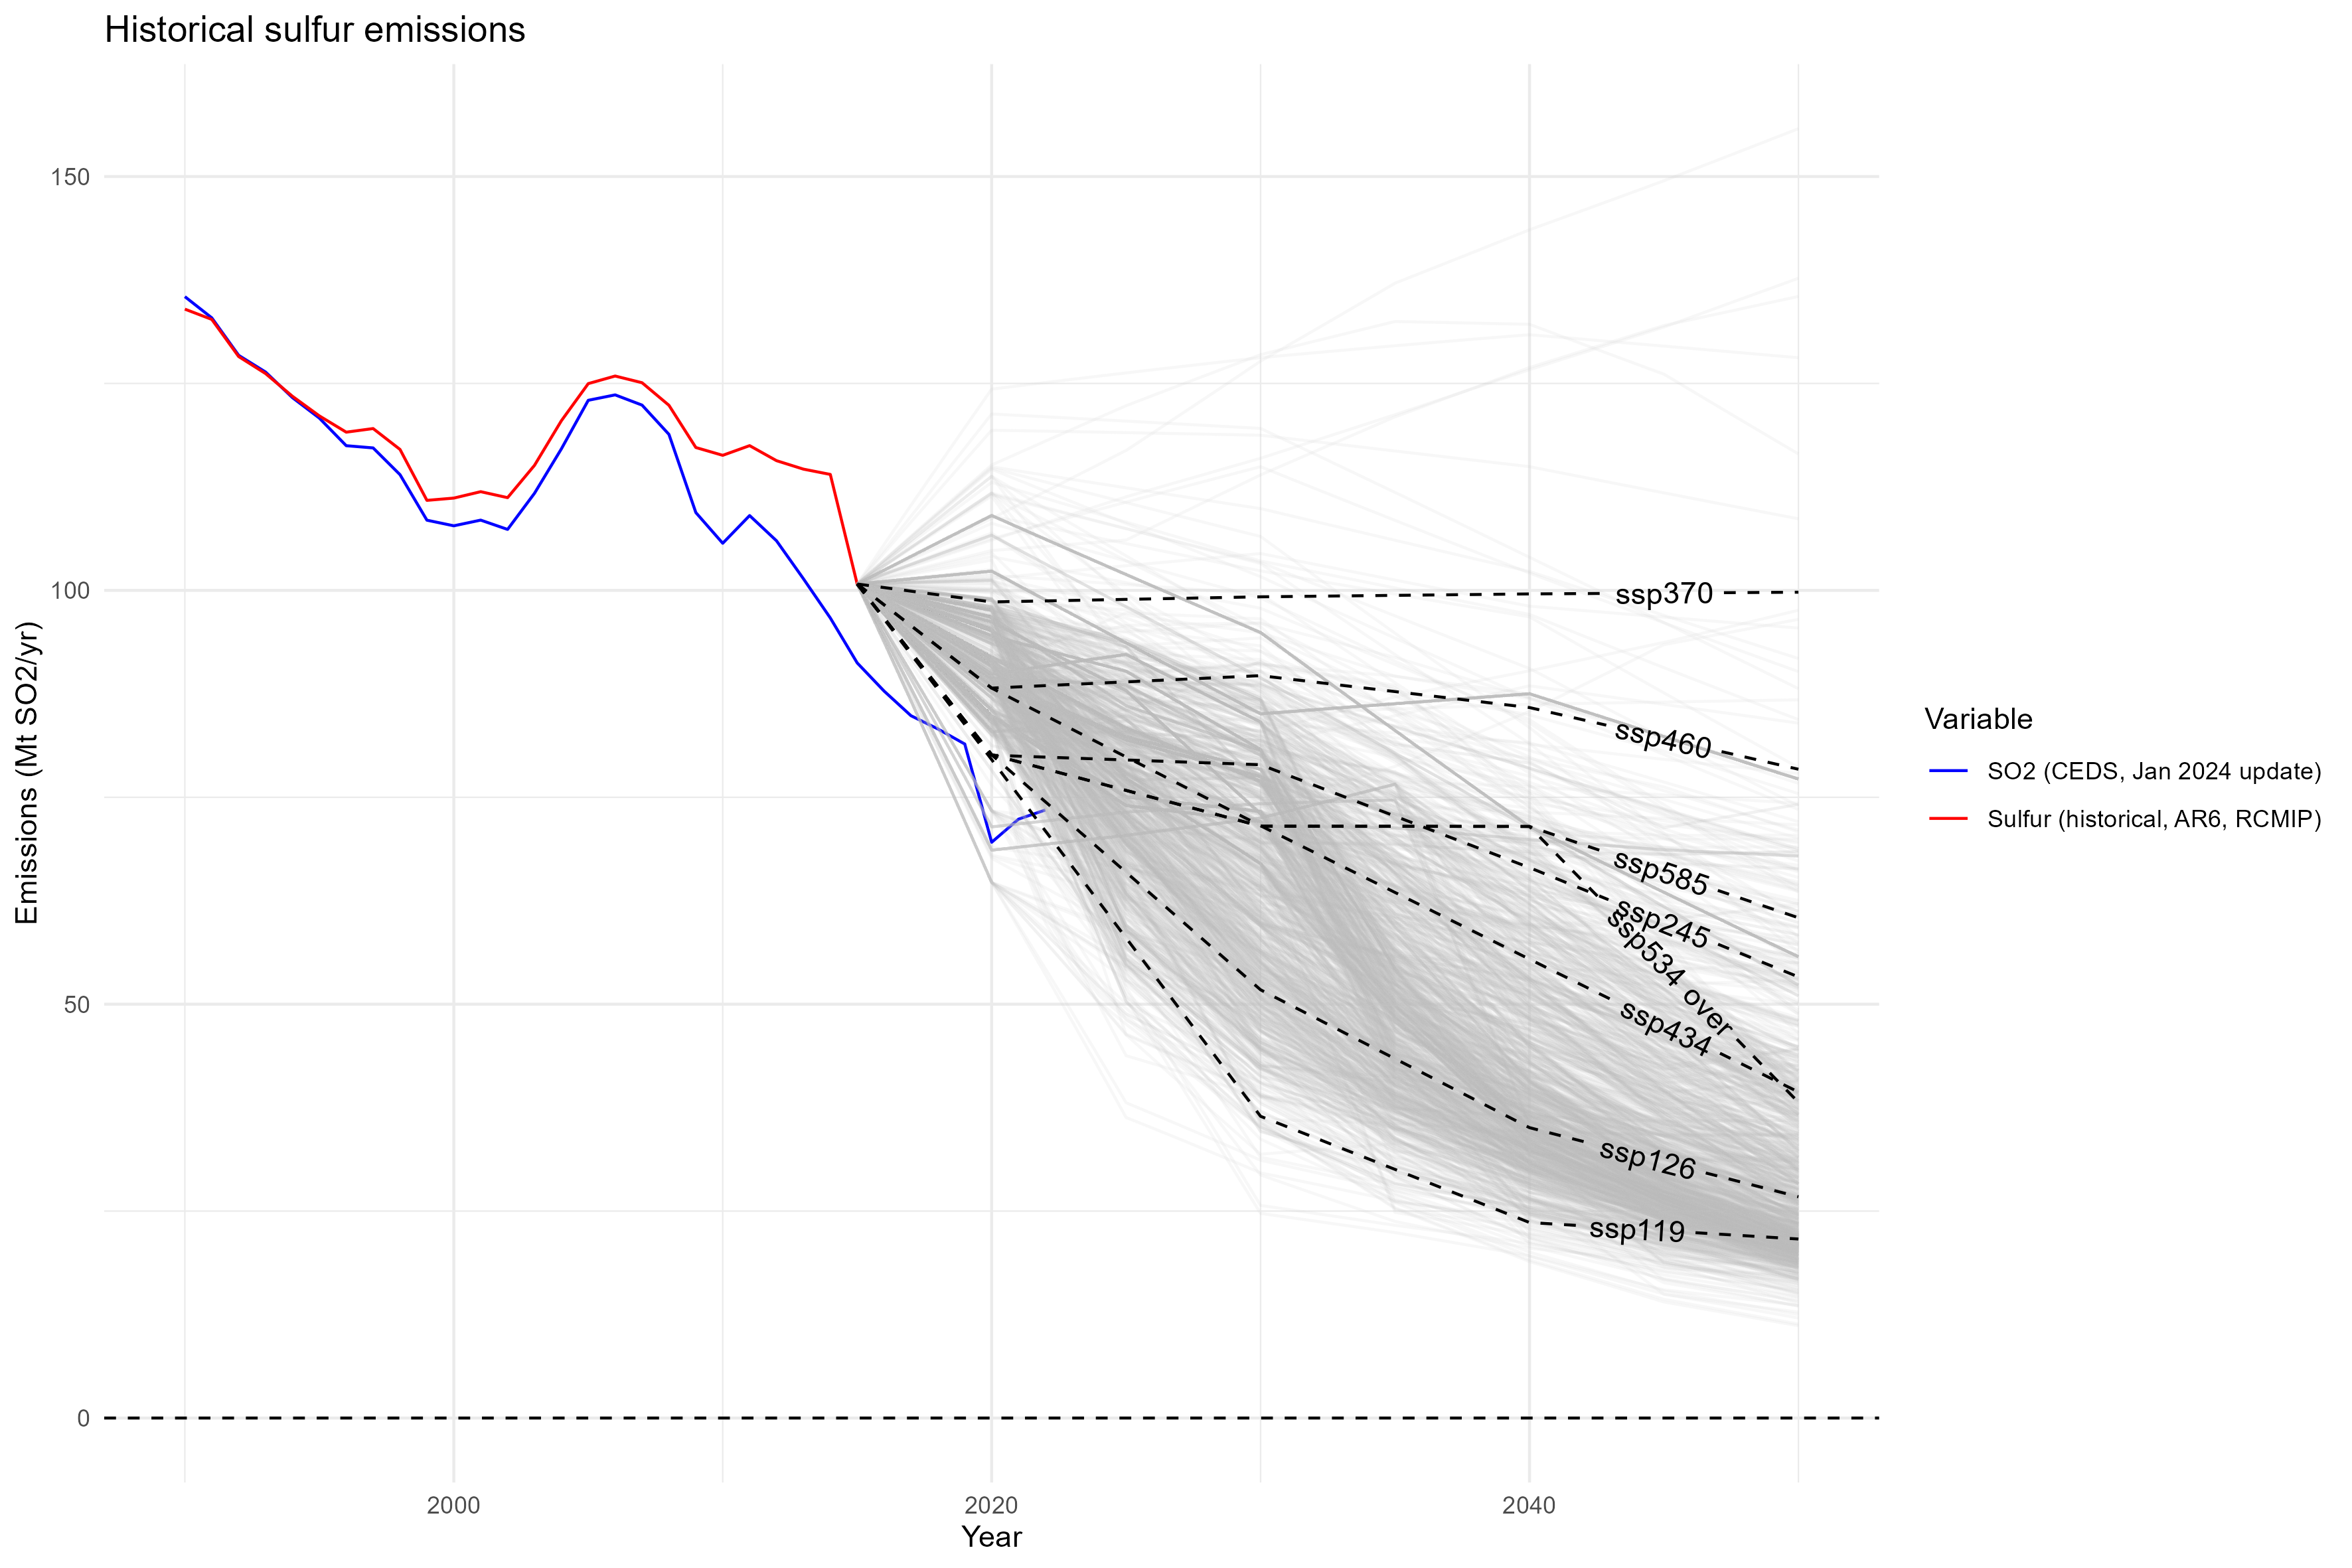 Historical sulfur emissions
Emissions (Mt SO2/yr)
150
100
50
0
ssp370
ssp460
ssp585
ssp245
ssp534 over
ssp434
ssp126
ssp119
2000
2020
2040
Year
Variable
SO2 (CEDS, Jan 2024 update)
Sulfur (historical, AR6, RCMIP)